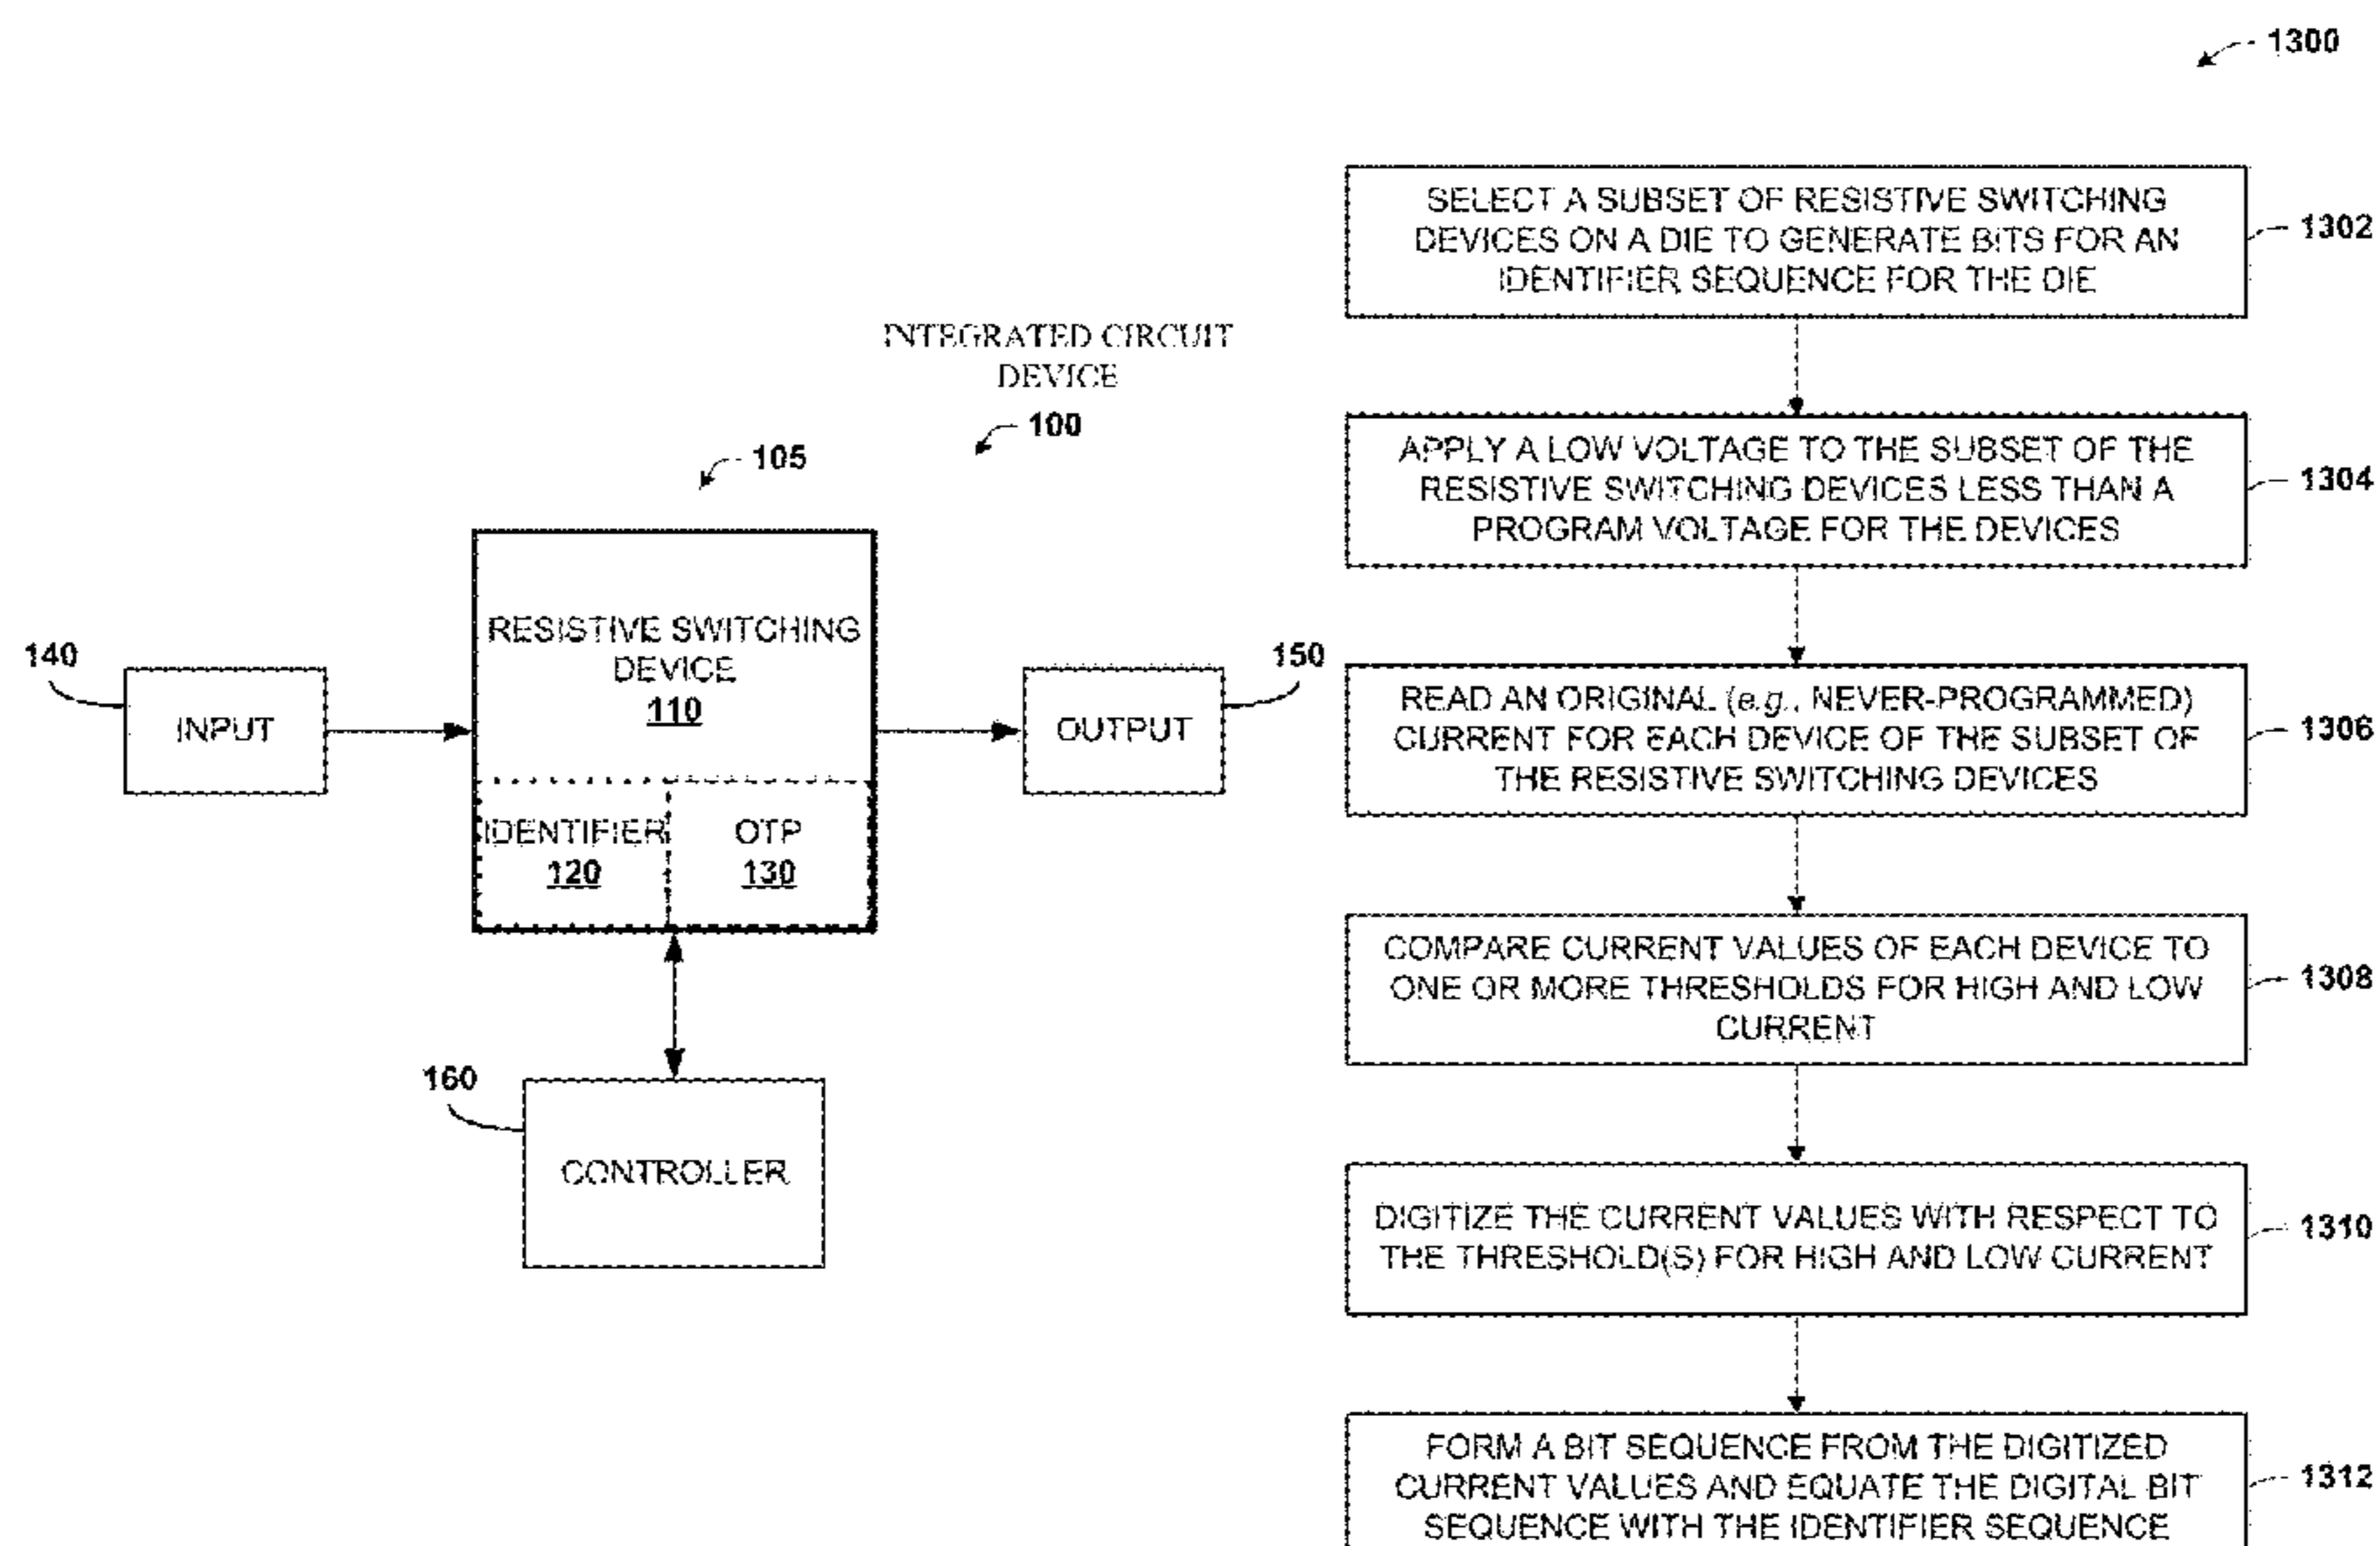 1300
SELECT A SUBSET OF RESISTIVE SWITCHING
DEVICES ON A DIE TO GENERATE BITS FOR AN
IDENTIFIER SEQUENCE FOR THE DIE
1302
INTEGRATED CIRCUIT
DEVICE
100
105
APPLY A LOW VOLTAGE TO THE SUBSET OF THE
RESISTIVE SWITCHING DEVICES LESS THAN A
PROGRAM VOLTAGE FOR THE DEVICES
1304
140
INPUT
RESISTIVE SWITCHING
DEVICE
110
IDENTIFIER
120
OTP
130
150
OUTPUT
READ AN ORIGINAL (e.g., NEVER-PROGRAMMED)
CURRENT FOR EACH DEVICE OF THE SUBSET OF
THE RESISTIVE SWITCHING DEVICES
1306
COMPARE CURRENT VALUES OF EACH DEVICE TO
ONE OR MORE THRESHOLDS FOR HIGH AND LOW
CURRENT
1308
160
CONTROLLER
DIGITIZE THE CURRENT VALUES WITH RESPECT TO
THE THRESHOLD(S) FOR HIGH AND LOW CURRENT
1310
FORM A BIT SEQUENCE FROM THE DIGITIZED
CURRENT VALUES AND EQUATE THE DIGITAL BIT
SEQUENCE WITH THE IDENTIFIER SEQUENCE
1312